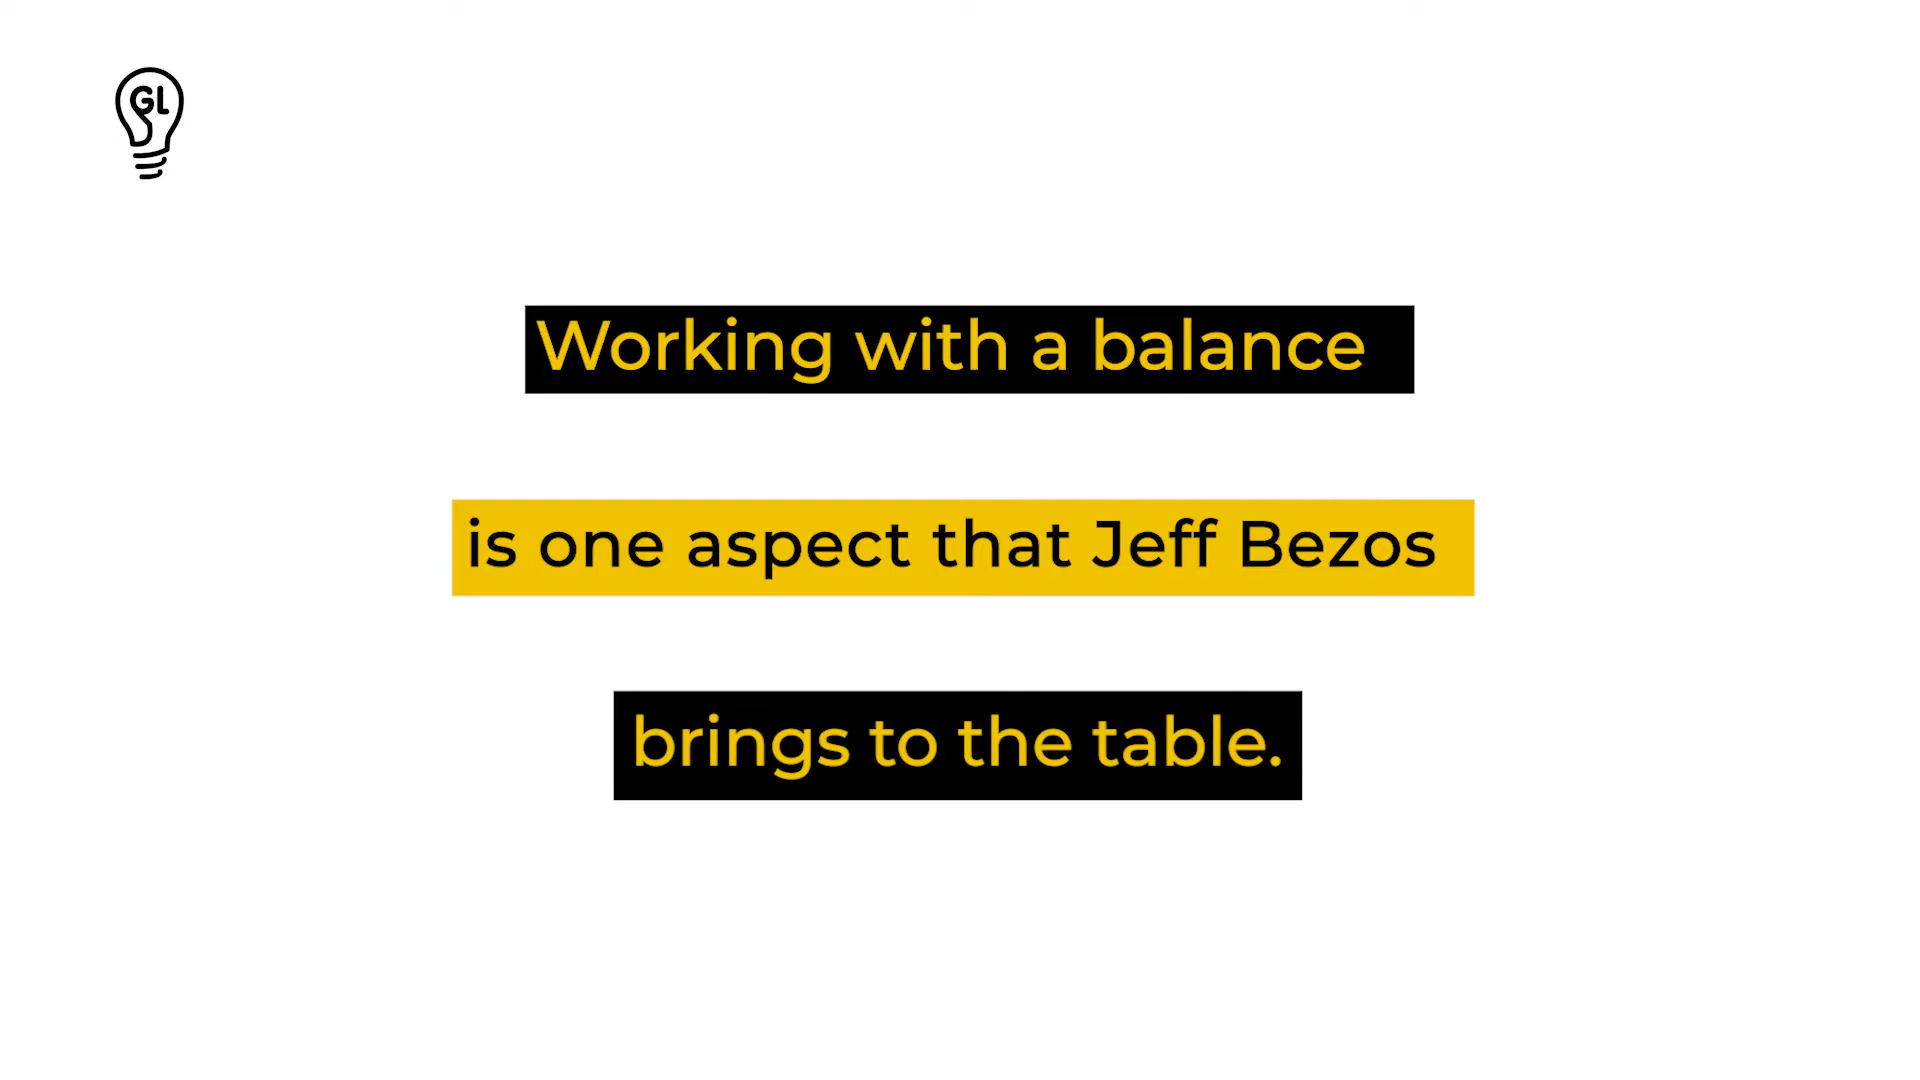 GL
Working with a balance
is one aspect that Jeff Bezos
brings to the table.